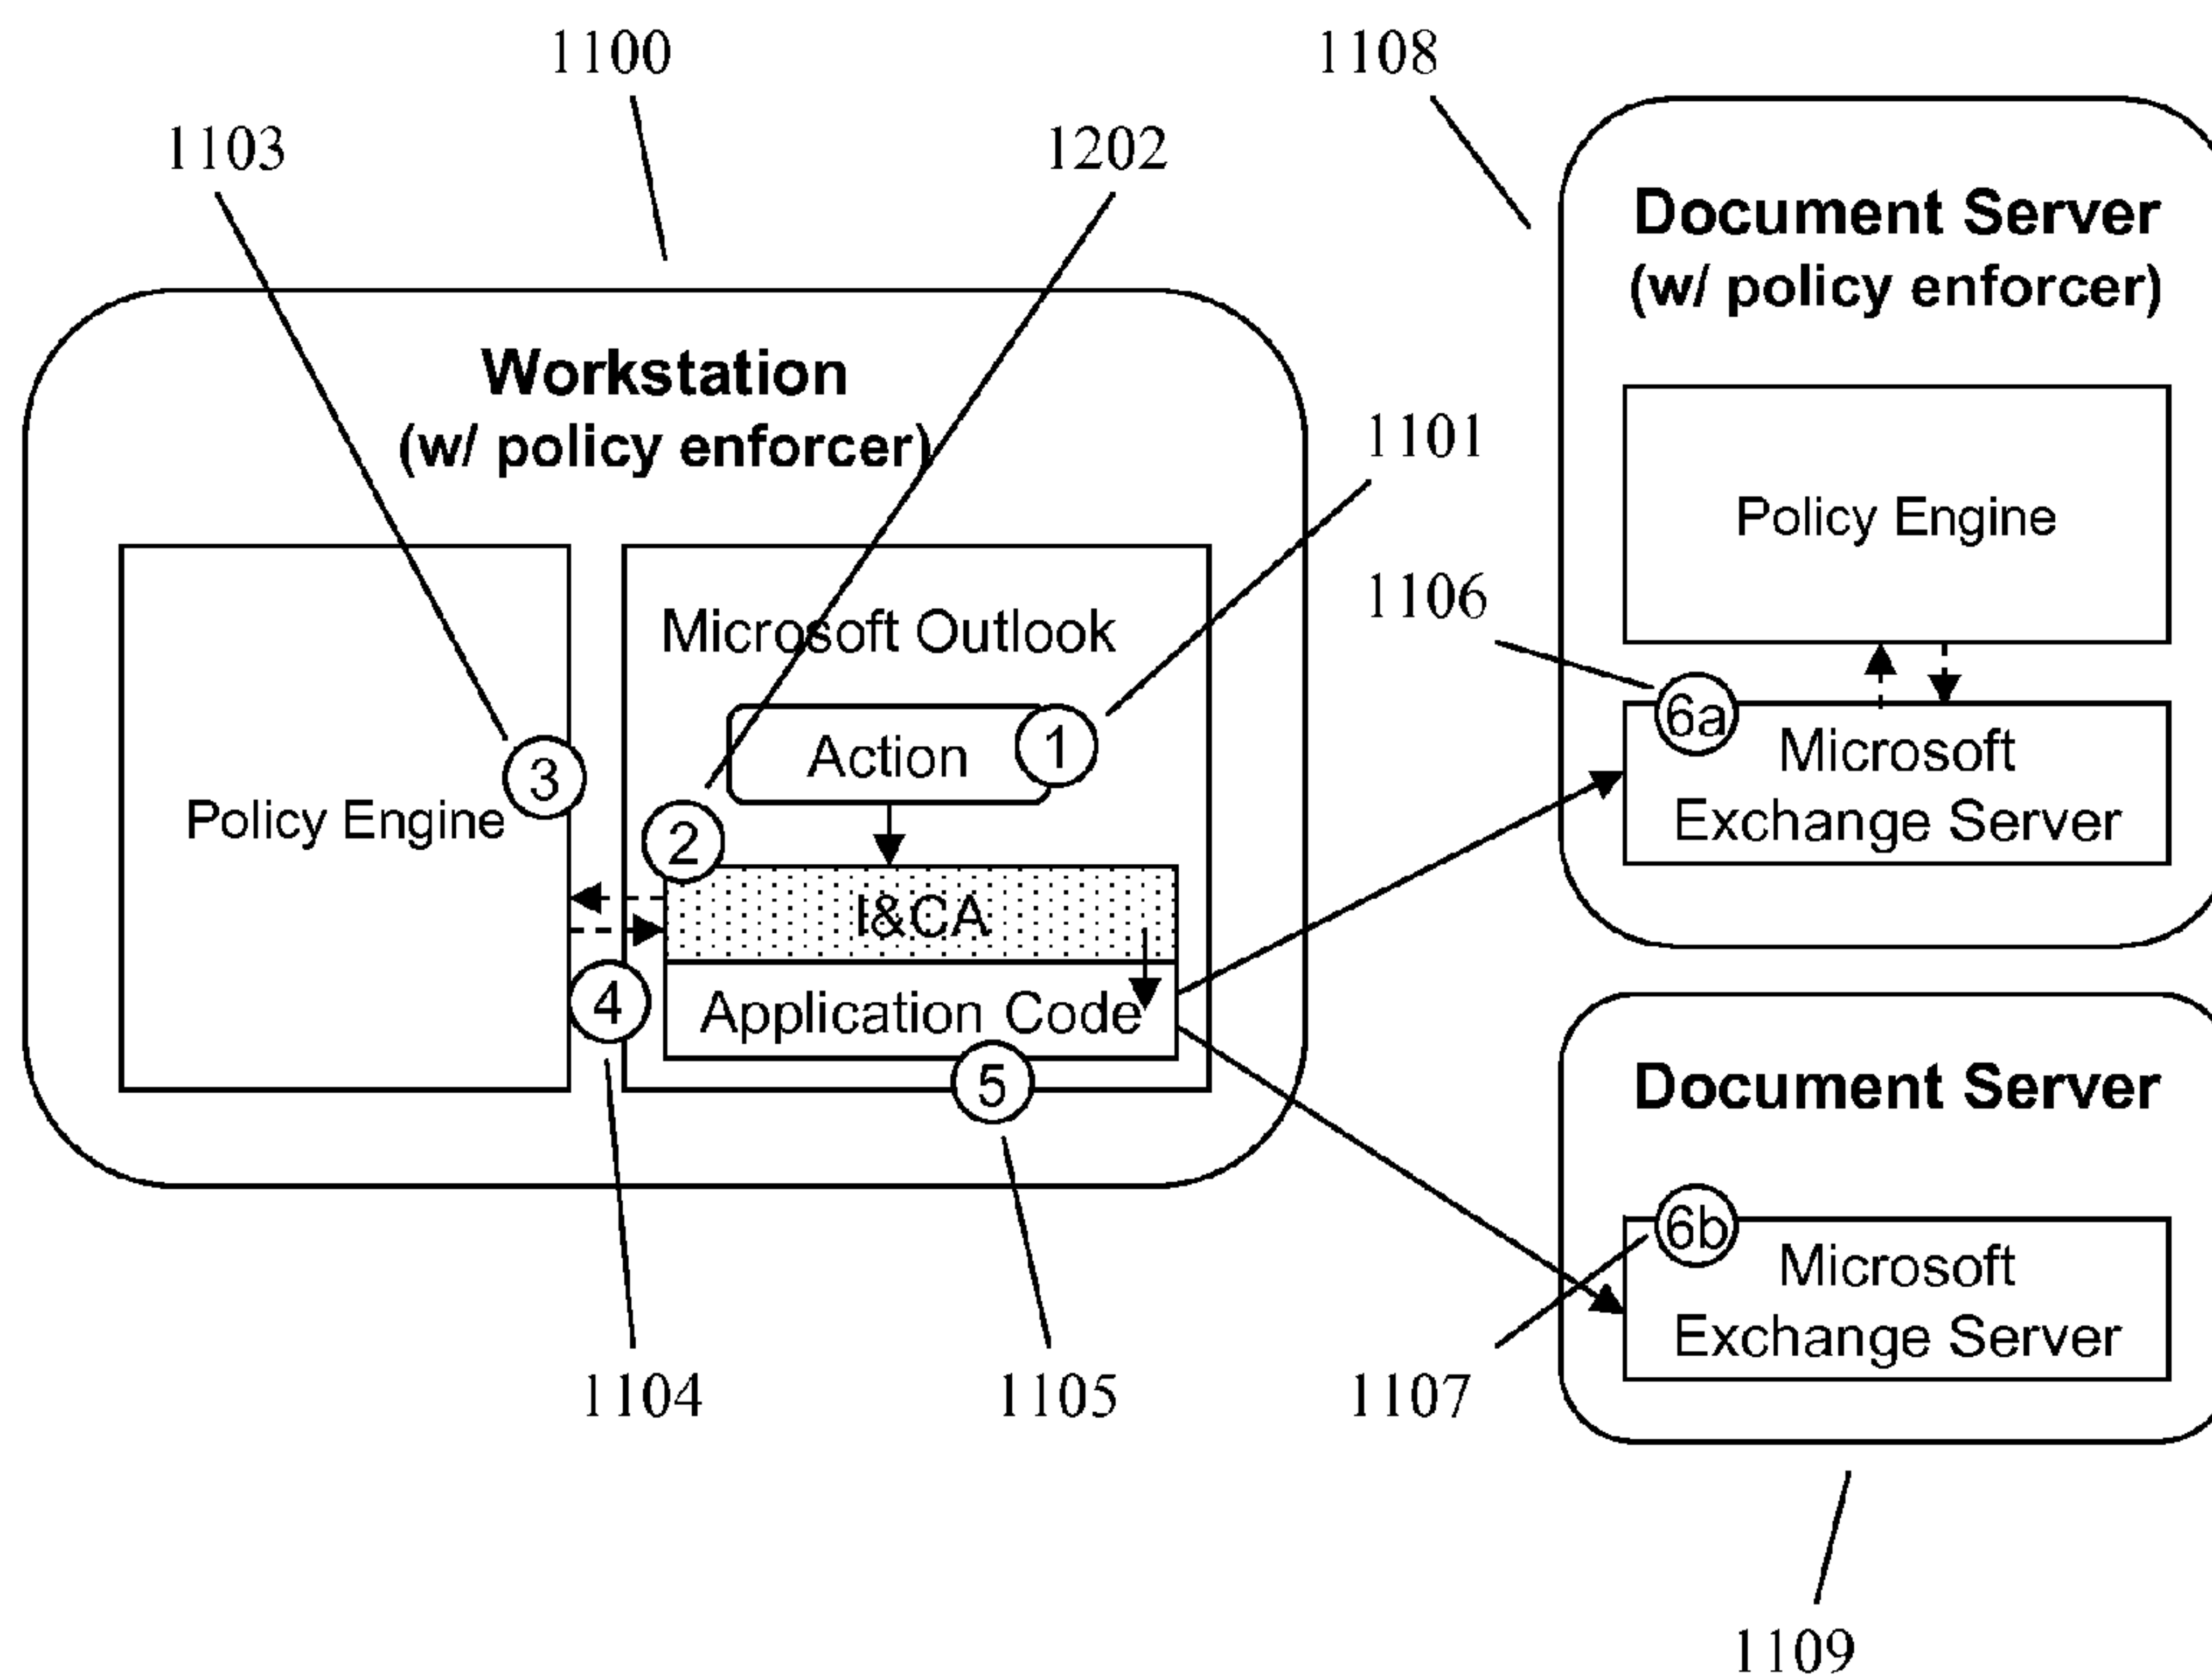 1100
1108
1103
1202
Document Server
(w/ policy enforcer)
Workstation
(w/ policy enforcer)
1101
Policy Engine
1106
Microsoft Outlook
6a
Action
1
Microsoft
Exchange Server
3
Policy Engine
2
I&CA
4
Application Code
5
Document Server
6b
Microsoft
Exchange Server
1104
1105
1107
1109